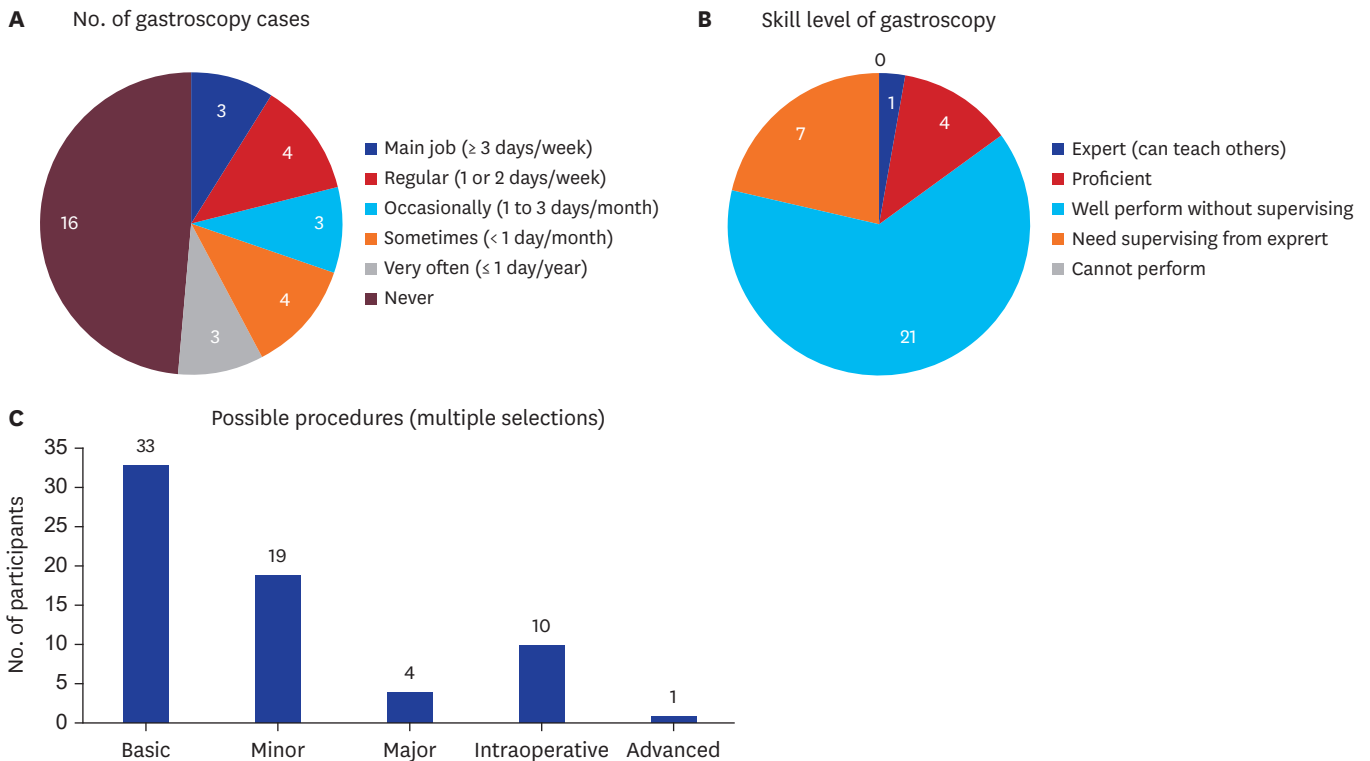 A No. of gastroscopy cases
3
4
3
4
3
16
Main job (≥ 3 days/week)
Regular (1 or 2 days/week)
Occasionally (1 to 3 days/month)
Sometimes (< 1 day/month)
Very often (≤ 1 day/year)
Never
B Skill level of gastroscopy
0
1
4
21
7
Expert (can teach others)
Proficient
Well perform without supervising
Need supervising from exprert
Cannot perform
C Possible procedures (multiple selections)
No. of participants
35
30
25
20
15
10
5
0
33
19
4
10
1
Basic Minor Major Intraoperative Advanced